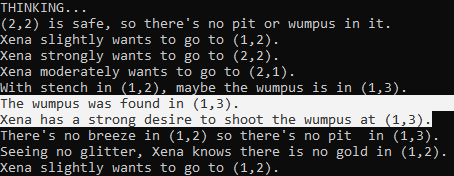 THINKING...
(2,2) is safe, so there's no pit or wumpus in it.
Xena slightly wants to go to (1,2).
Xena strongly wants to go to (2,2).
Xena moderately wants to go to (2,1).
With stench in (1,2), maybe the wumpus is in (1,3).
The wumpus was found in (1,3).
Xena has a strong desire to shoot the wumpus at (1,3).
There's no breeze in (1,2) so there's no pit  in (1,3).
Seeing no glitter, Xena knows there is no gold in (1,2).
Xena slightly wants to go to (1,2).